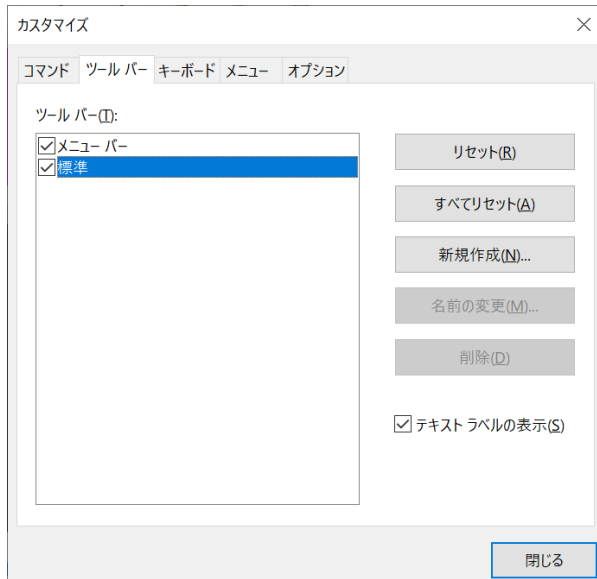 カスタマイズ
コマンド ツール バー キーボード メニュー オプション
ツール バー(T):
メニュー バー
標準
リセット(R)
すべてリセット(A)
新規作成(N)...
名前の変更(M)...
削除(D)
テキスト ラベルの表示(S)
閉じる